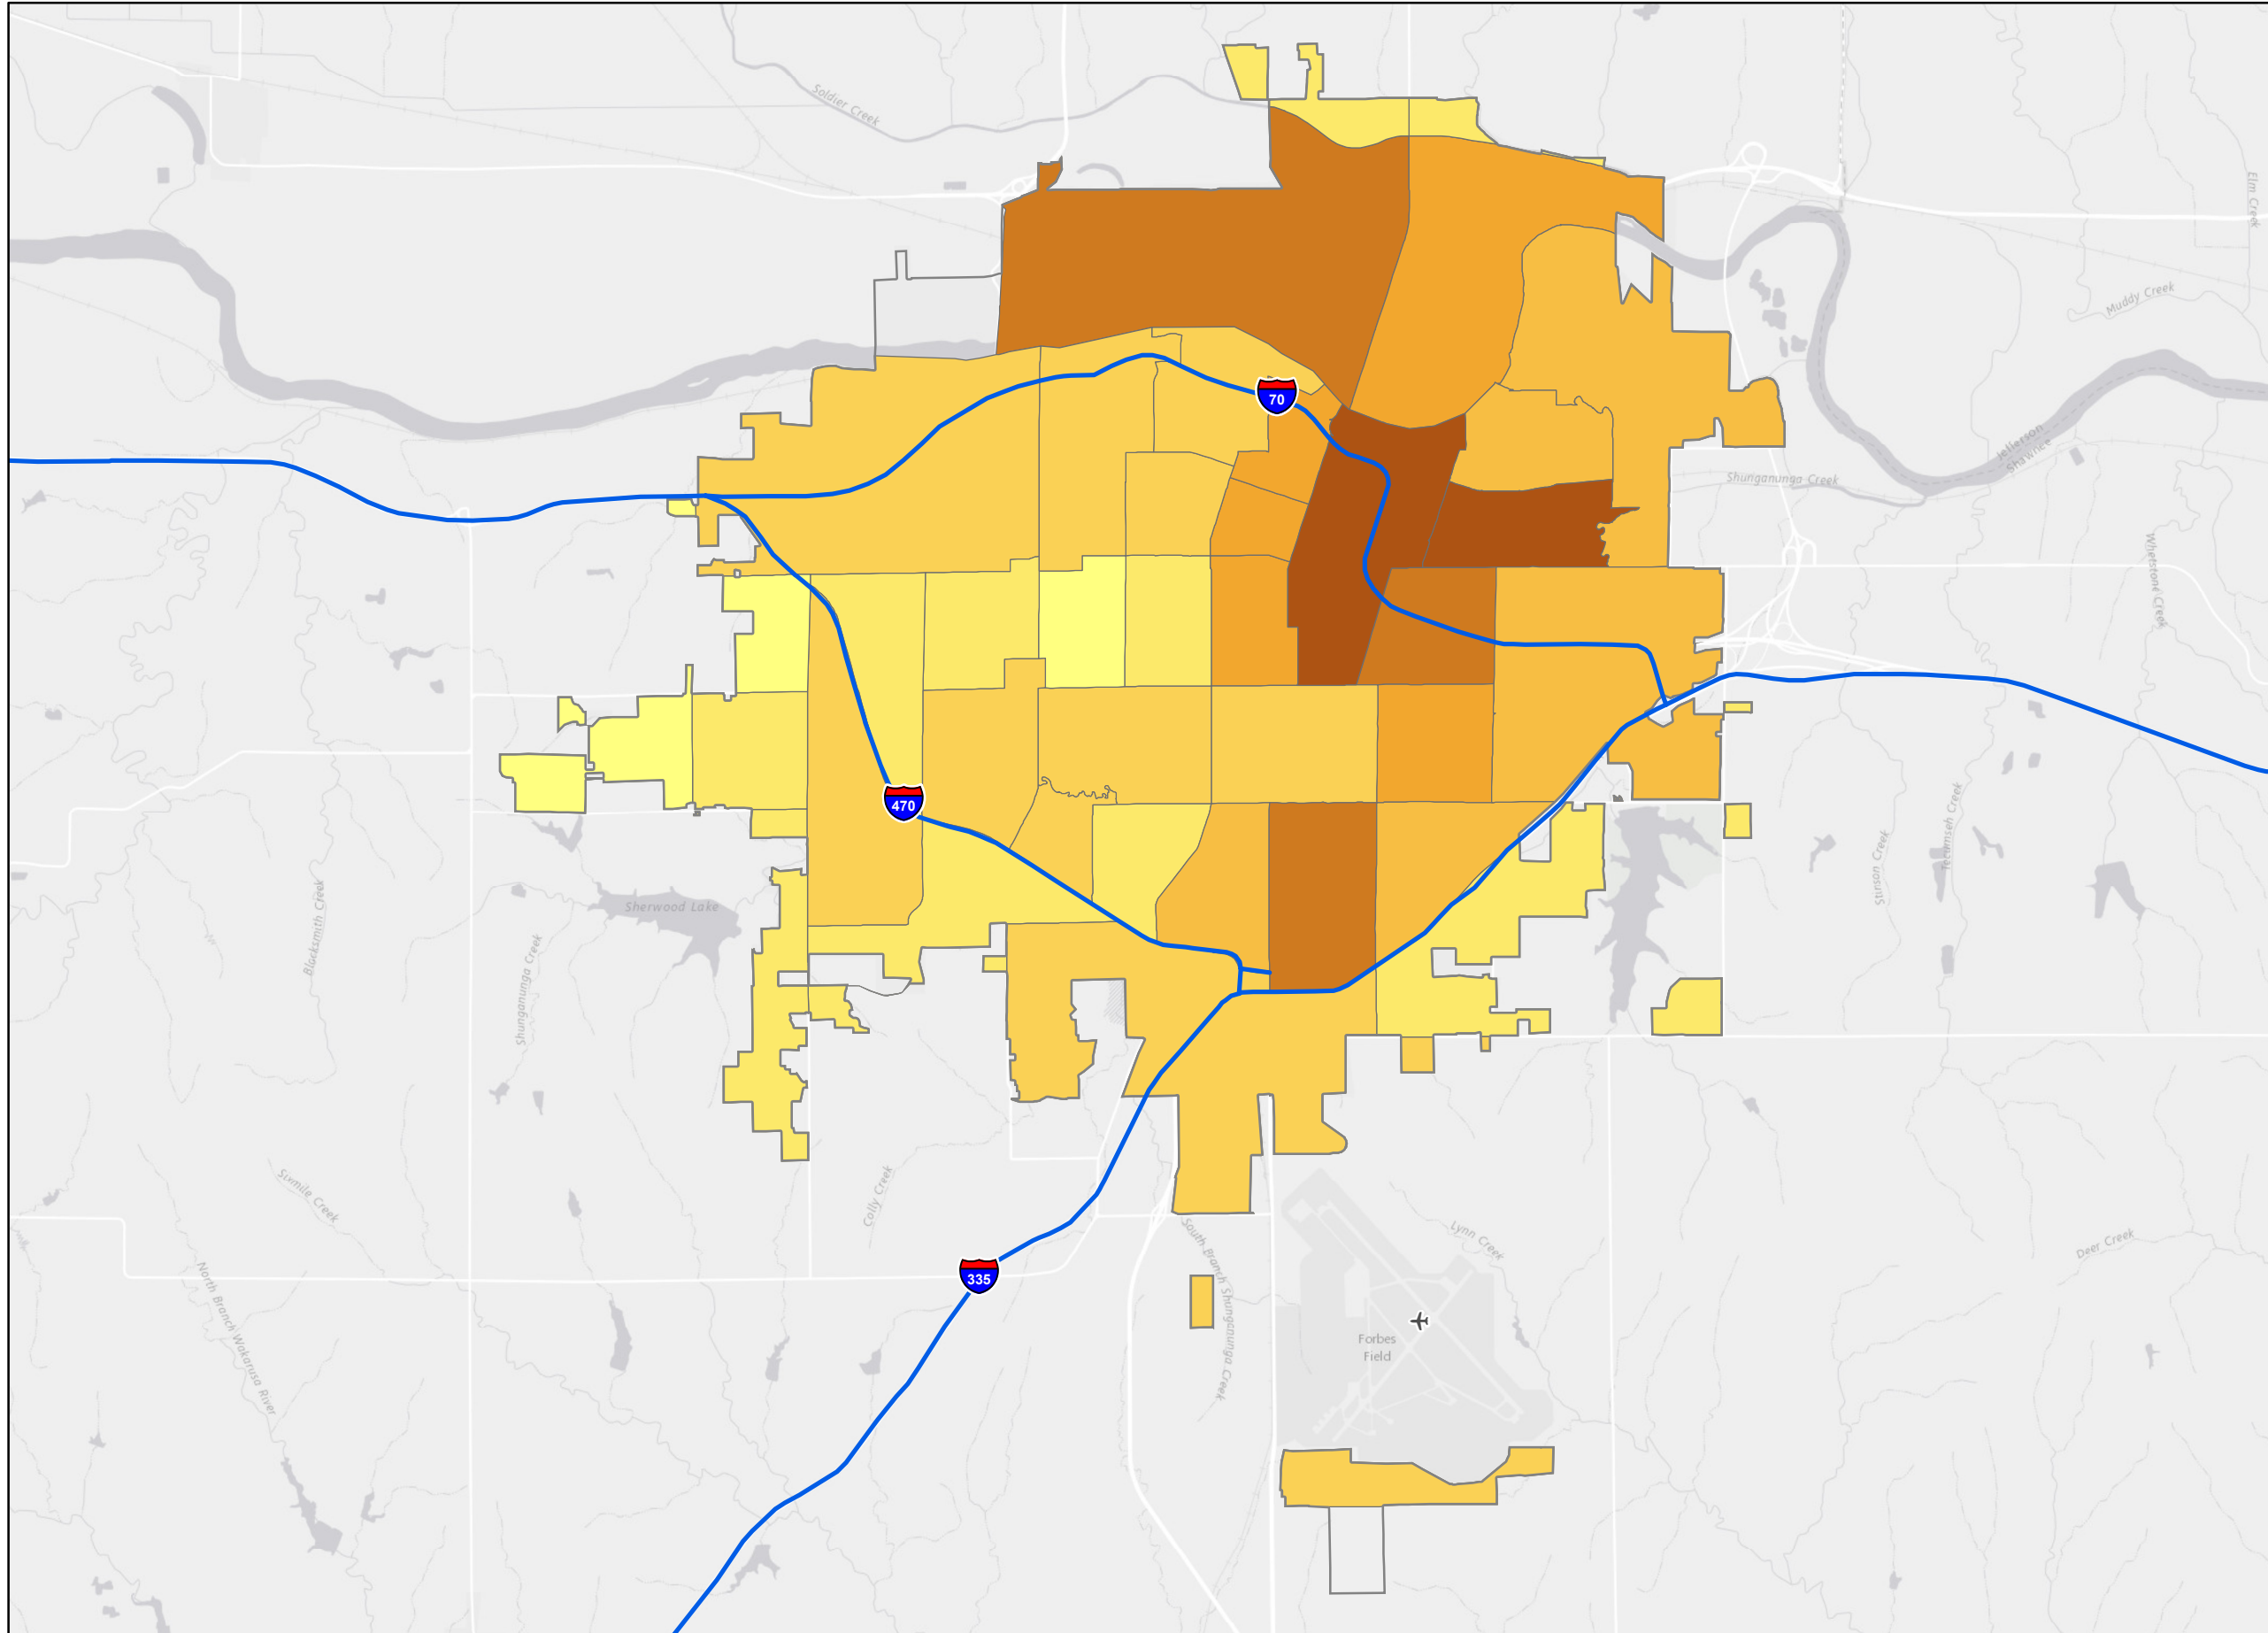 Soldier Creek
Elm Creek
Muddy Creek
70
Jefferson
Shawnee
Shunganunga Creek
Whetstone Creek
470
Sherwood Lake
Blacksmith Creek
Shunganunga Creek
Stinson Creek
Tecumseh Creek
Sixmile Creek
Colly Creek
North Branch Wakarusa River
South Branch Shunganunga Creek
Lynn Creek
Deer Creek
335
Forbes
Field